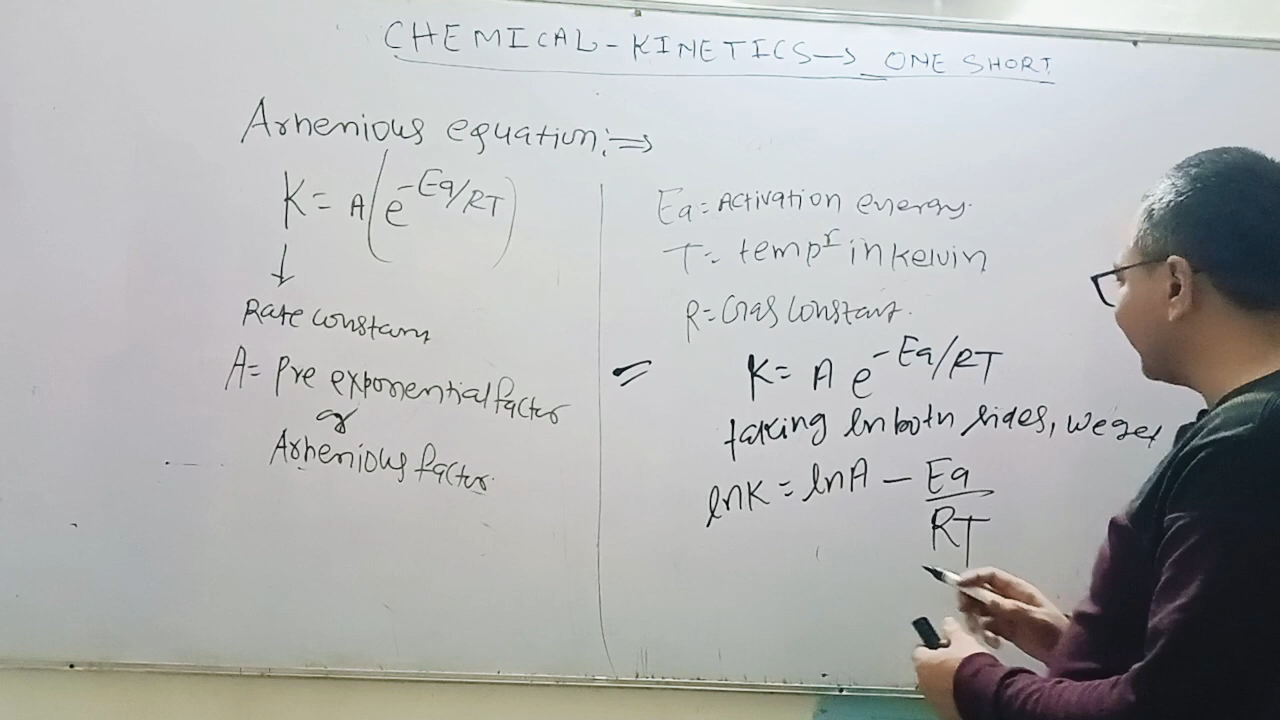 CHEMICAL-KINETICS→ ONE SHORT
Arhenious equation:⇒
K = A(e^-Ea/RT)
↓
Rate constant
A = Pre exponential factor
or
Arhenious factor.
Ea = Activation energy.
T = temp^r in kelvin
R = Gas constant.
K = A e^-Ea/RT
taking ln both sides, we get
lnK = lnA - Ea/RT